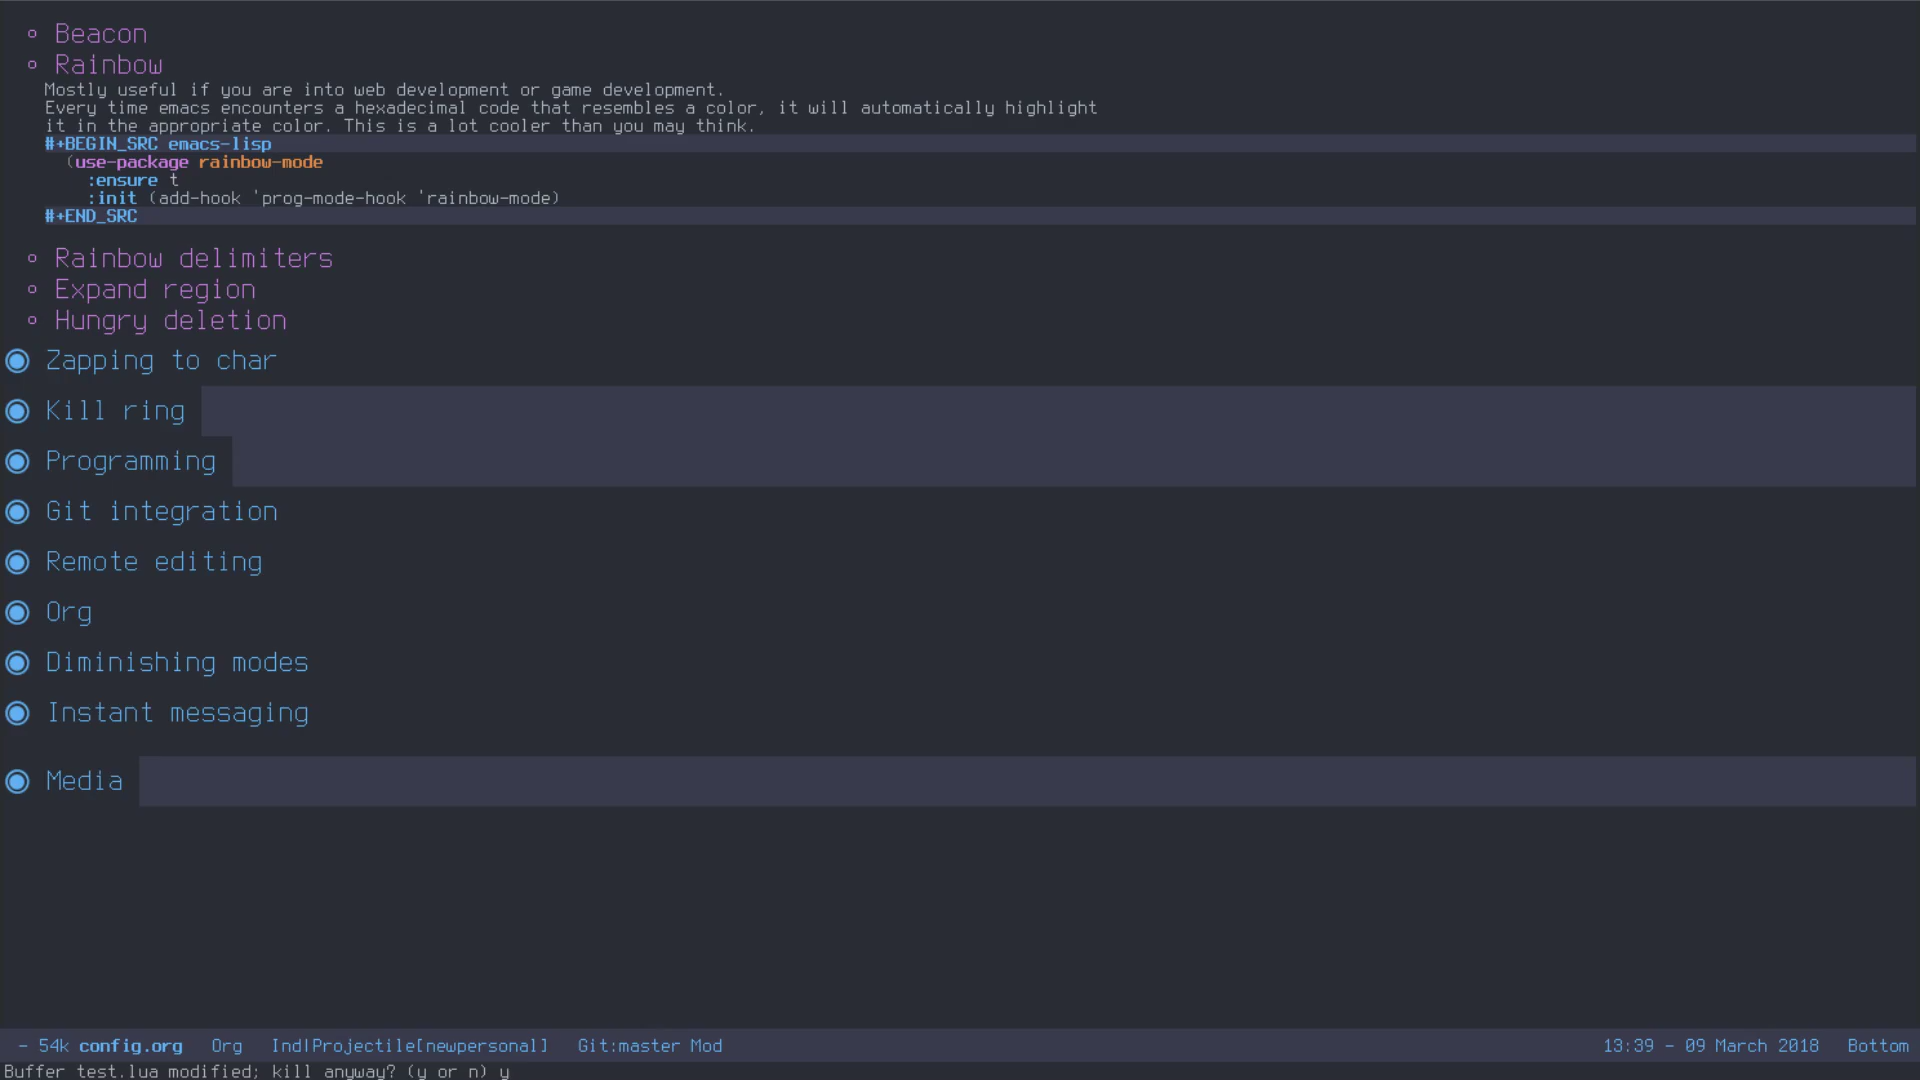 Beacon
Rainbow
Mostly useful if you are into web development or game development.
Every time emacs encounters a hexadecimal code that resembles a color, it will automatically highlight
it in the appropriate color. This is a lot cooler than you may think.
#+BEGIN_SRC emacs-lisp
(use-package rainbow-mode
:ensure t
:init (add-hook 'prog-mode-hook 'rainbow-mode)
#+END_SRC
Rainbow delimiters
Expand region
Hungry deletion
Zapping to char
Kill ring
Programming
Git integration
Remote editing
Org
Diminishing modes
Instant messaging
Media
- 54k config.org Org Ind|Projectile[newpersonal] Git:master Mod 13:39 - 09 March 2018 Bottom
Buffer test.lua modified; kill anyway? (y or n) y